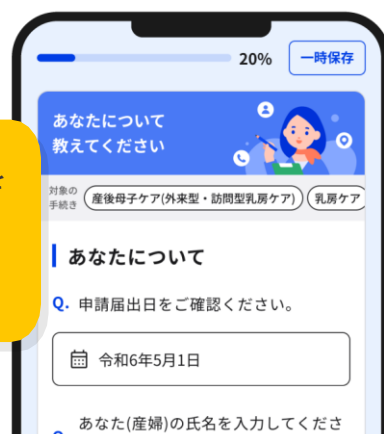 20%
一時保存
あなたについて
教えてください
対象の
手続き
産後母子ケア(外来型・訪問型乳房ケア)
乳房ケア
あなたについて
Q. 申請届出日をご確認ください。
令和6年5月1日
あなた(産婦)の氏名を入力してくださ